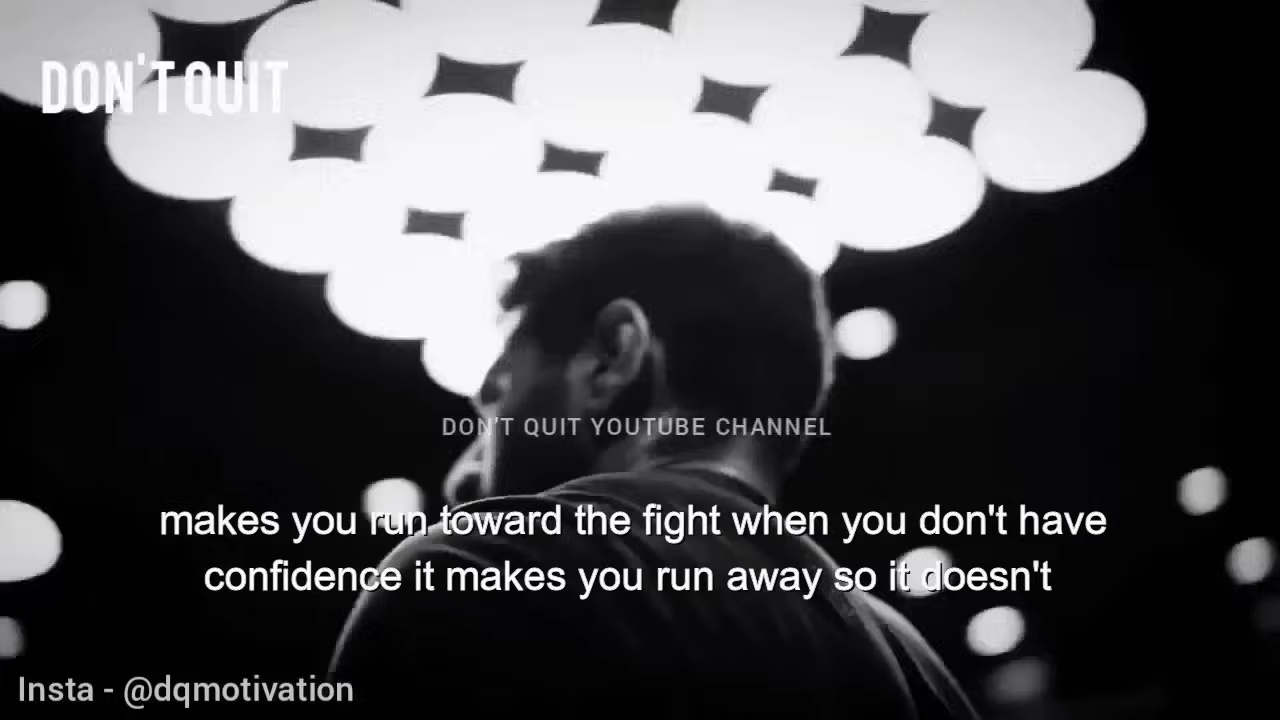 DON'T QUIT
DON'T QUIT YOUTUBE CHANNEL
makes you run toward the fight when you don't have
confidence it makes you run away so it doesn't
Insta - @dqmotivation